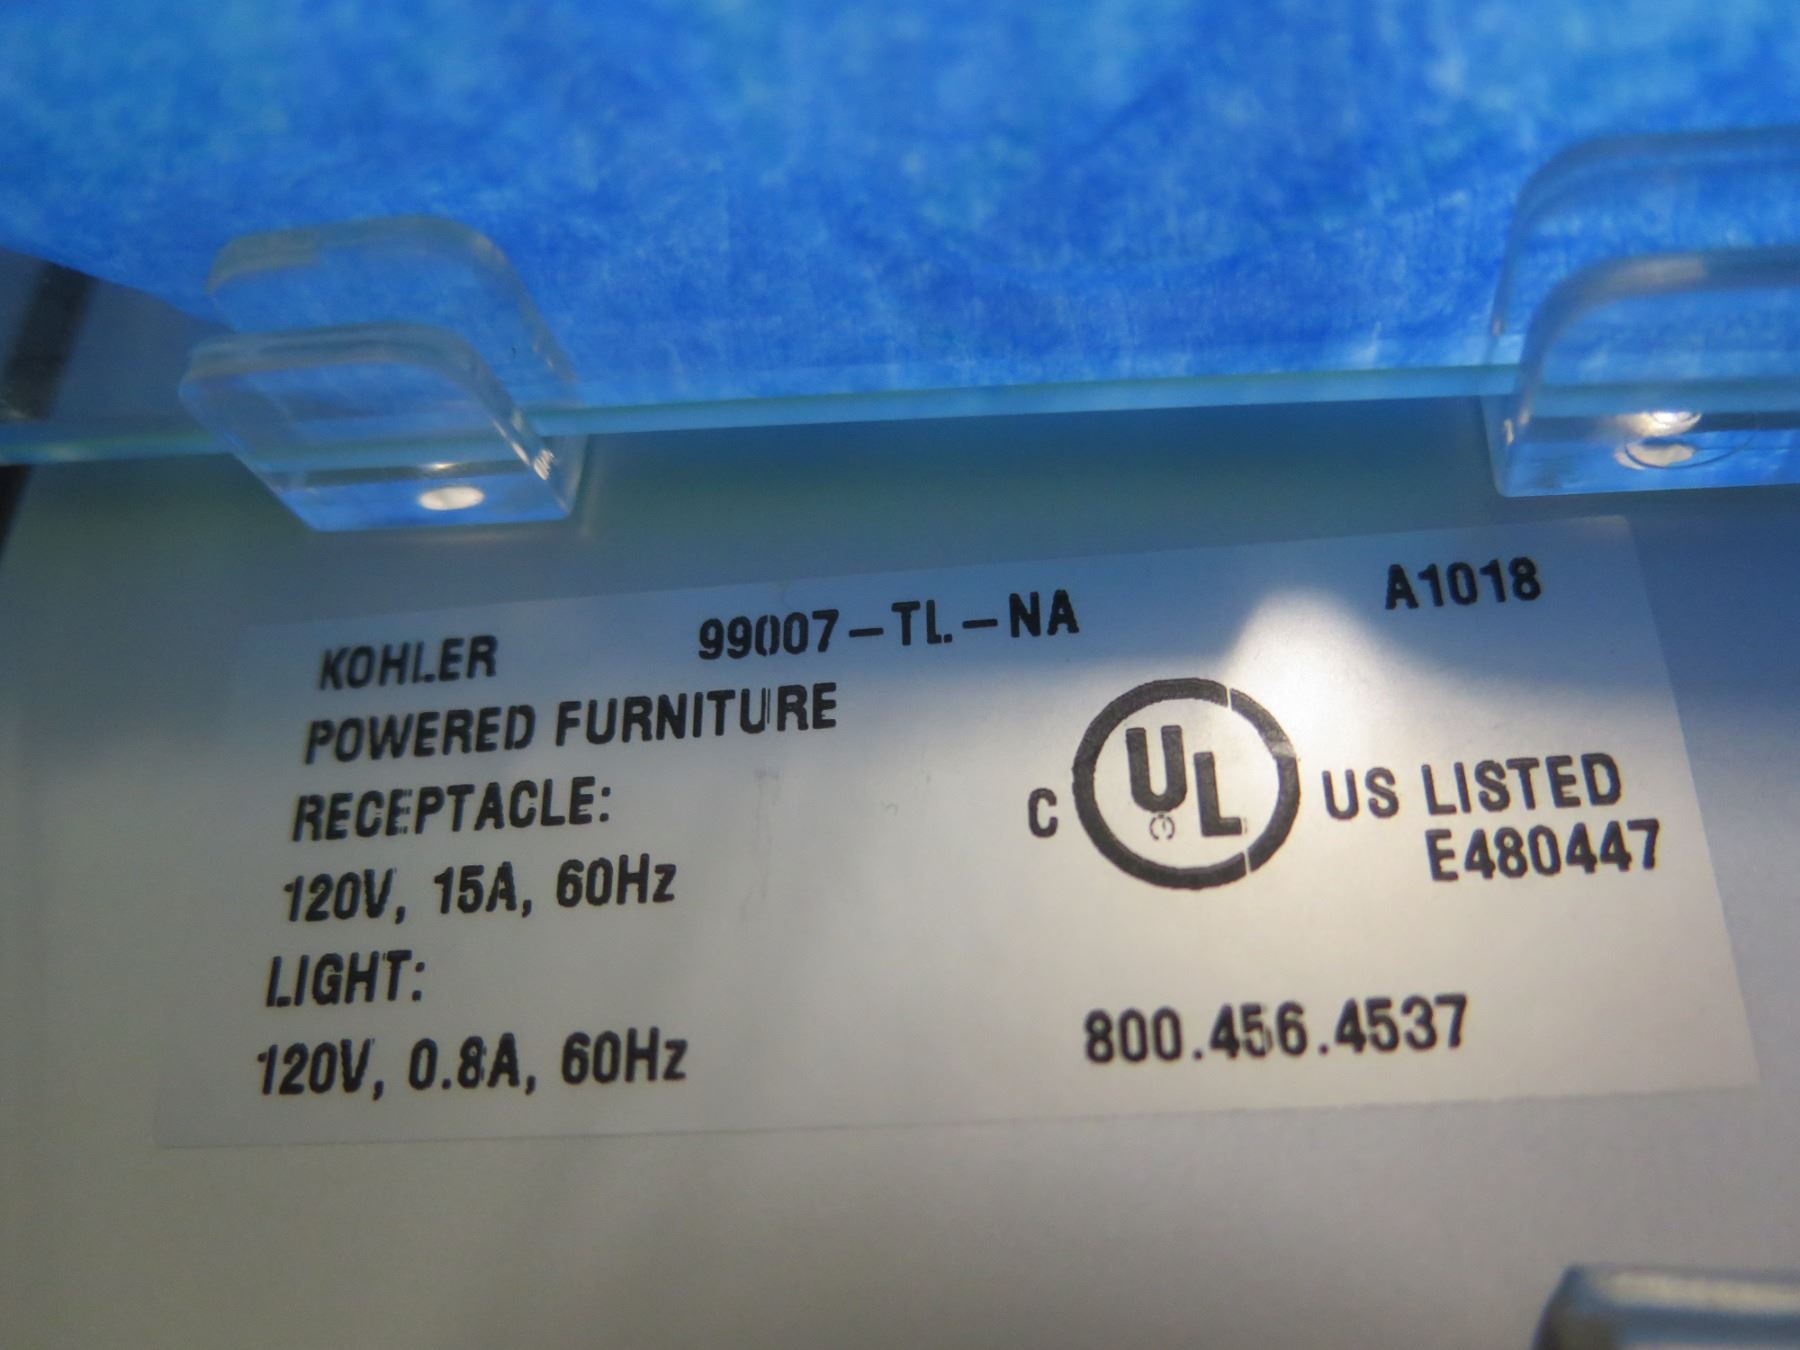 KOHLER 99007-TL-NA A1018
POWERED FURNITURE
RECEPTACLE:
120V, 15A, 60Hz
LIGHT:
120V, 0.8A, 60Hz
C UL US LISTED
E480447
800.456.4537